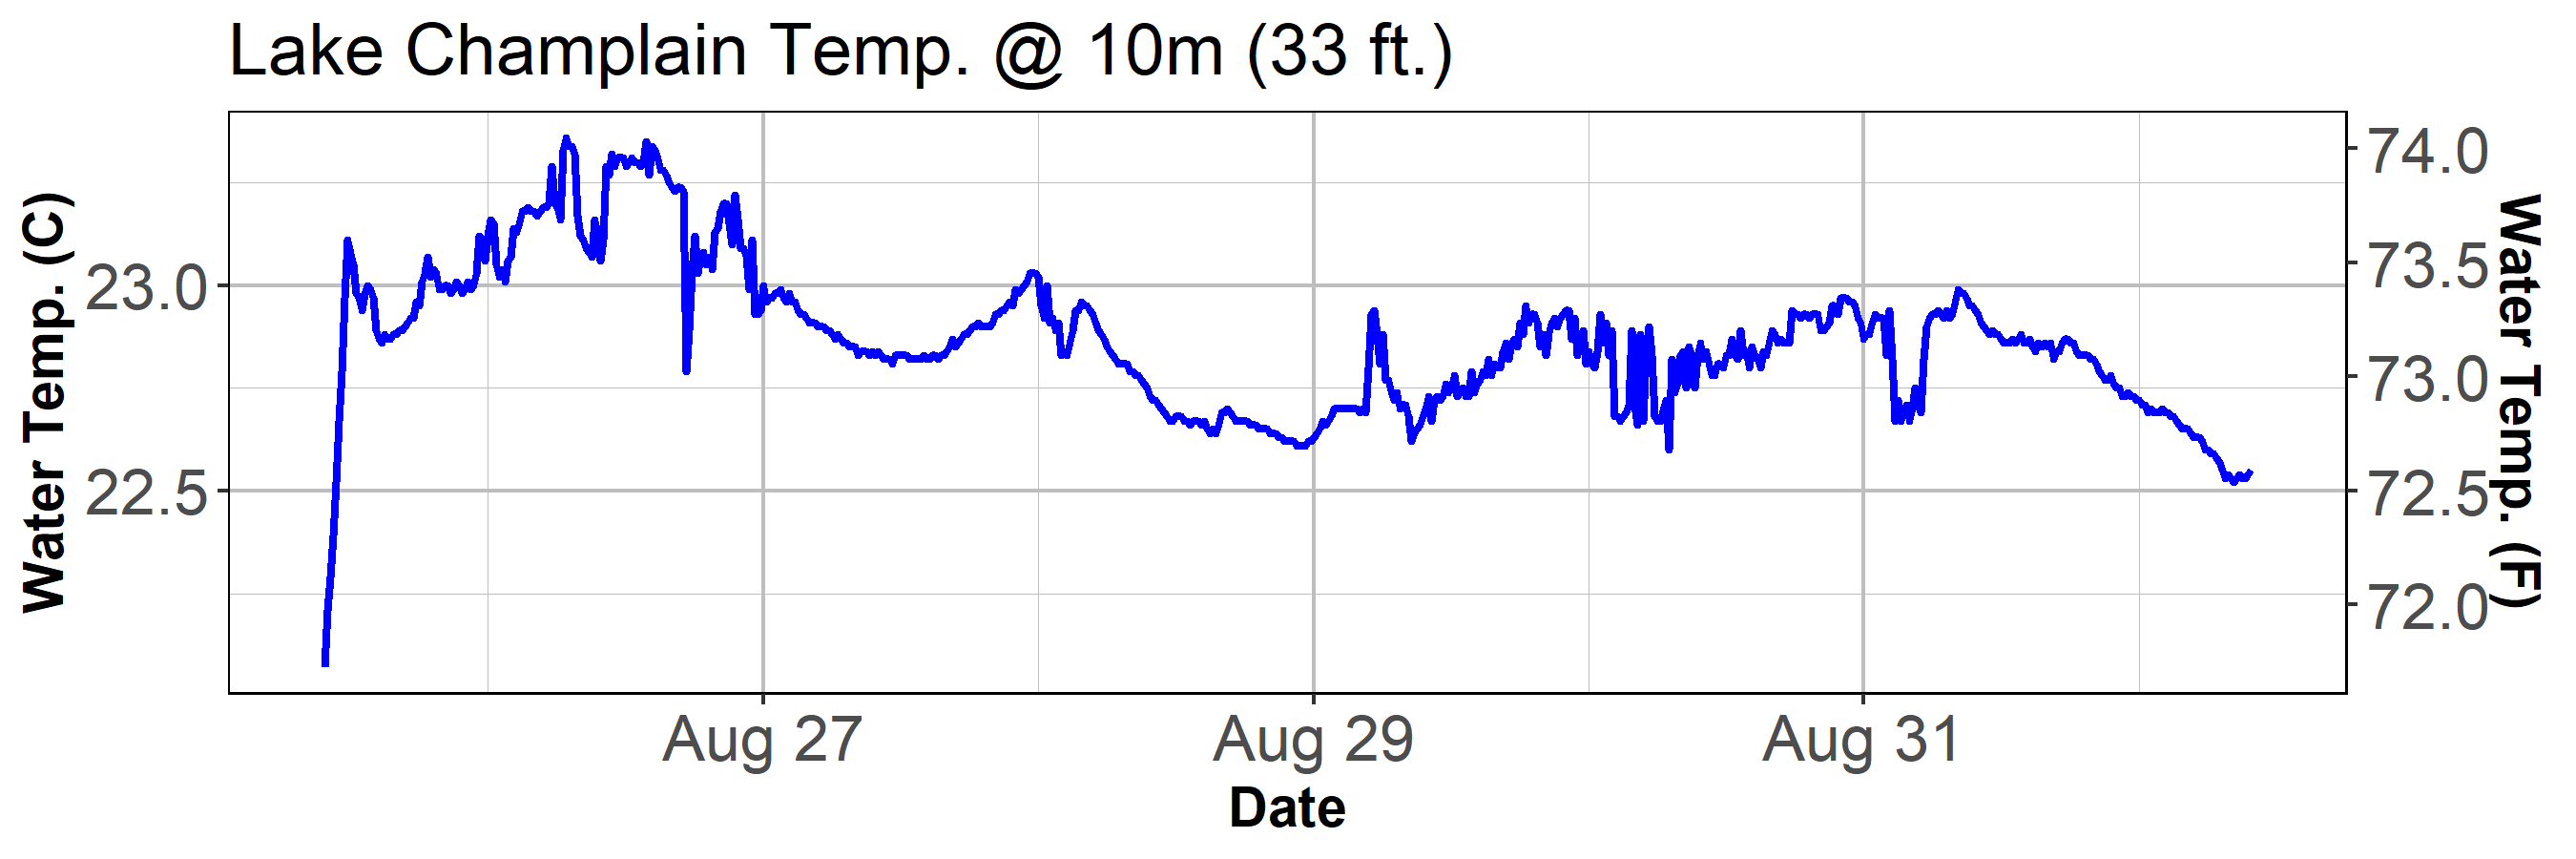 Lake Champlain Temp. @ 10m (33 ft.)
Water Temp. (C)
23.0
22.5
74.0
73.5
73.0
72.5
72.0
Water Temp. (F)
Aug 27
Aug 29
Aug 31
Date